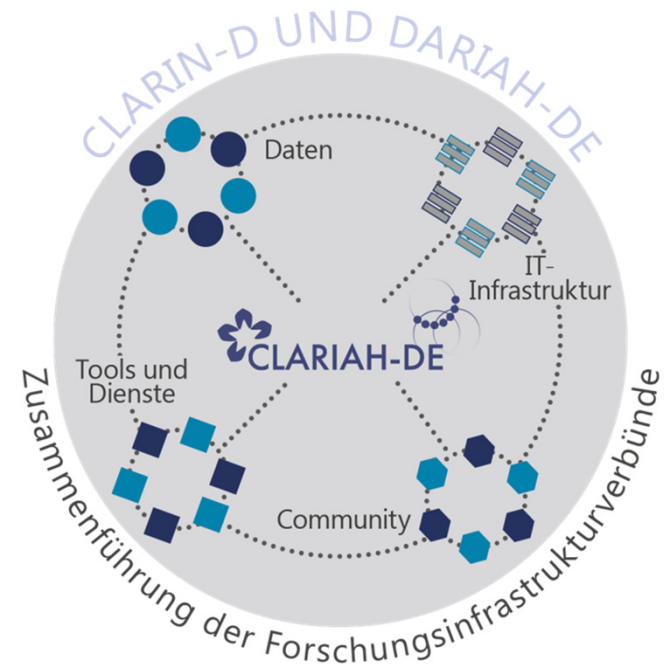 CLARIN-D UND DARIAH-DE
Daten
IT-
Infrastruktur
CLARIAH-DE
Tools und
Dienste
Community
Zusammenführung der Forschungsinfrastrukturverbünde